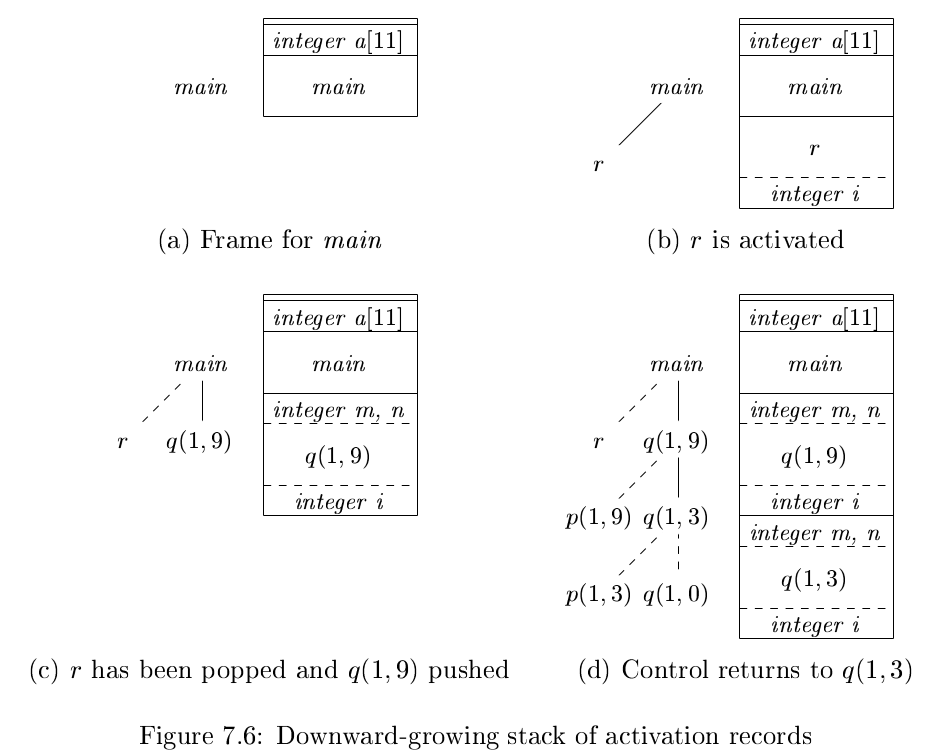 integer a[11]
main
main
(a) Frame for main
integer a[11]
main
main
r
r
integer i
(b) r is activated
integer a[11]
main
main
integer m, n
r
q(1, 9)
q(1, 9)
integer i
(c) r has been popped and q(1, 9) pushed
integer a[11]
main
main
integer m, n
r
q(1, 9)
q(1, 9)
integer i
p(1, 9) q(1, 3)
integer m, n
q(1, 3)
p(1, 3) q(1, 0)
integer i
(d) Control returns to q(1, 3)
Figure 7.6: Downward-growing stack of activation records